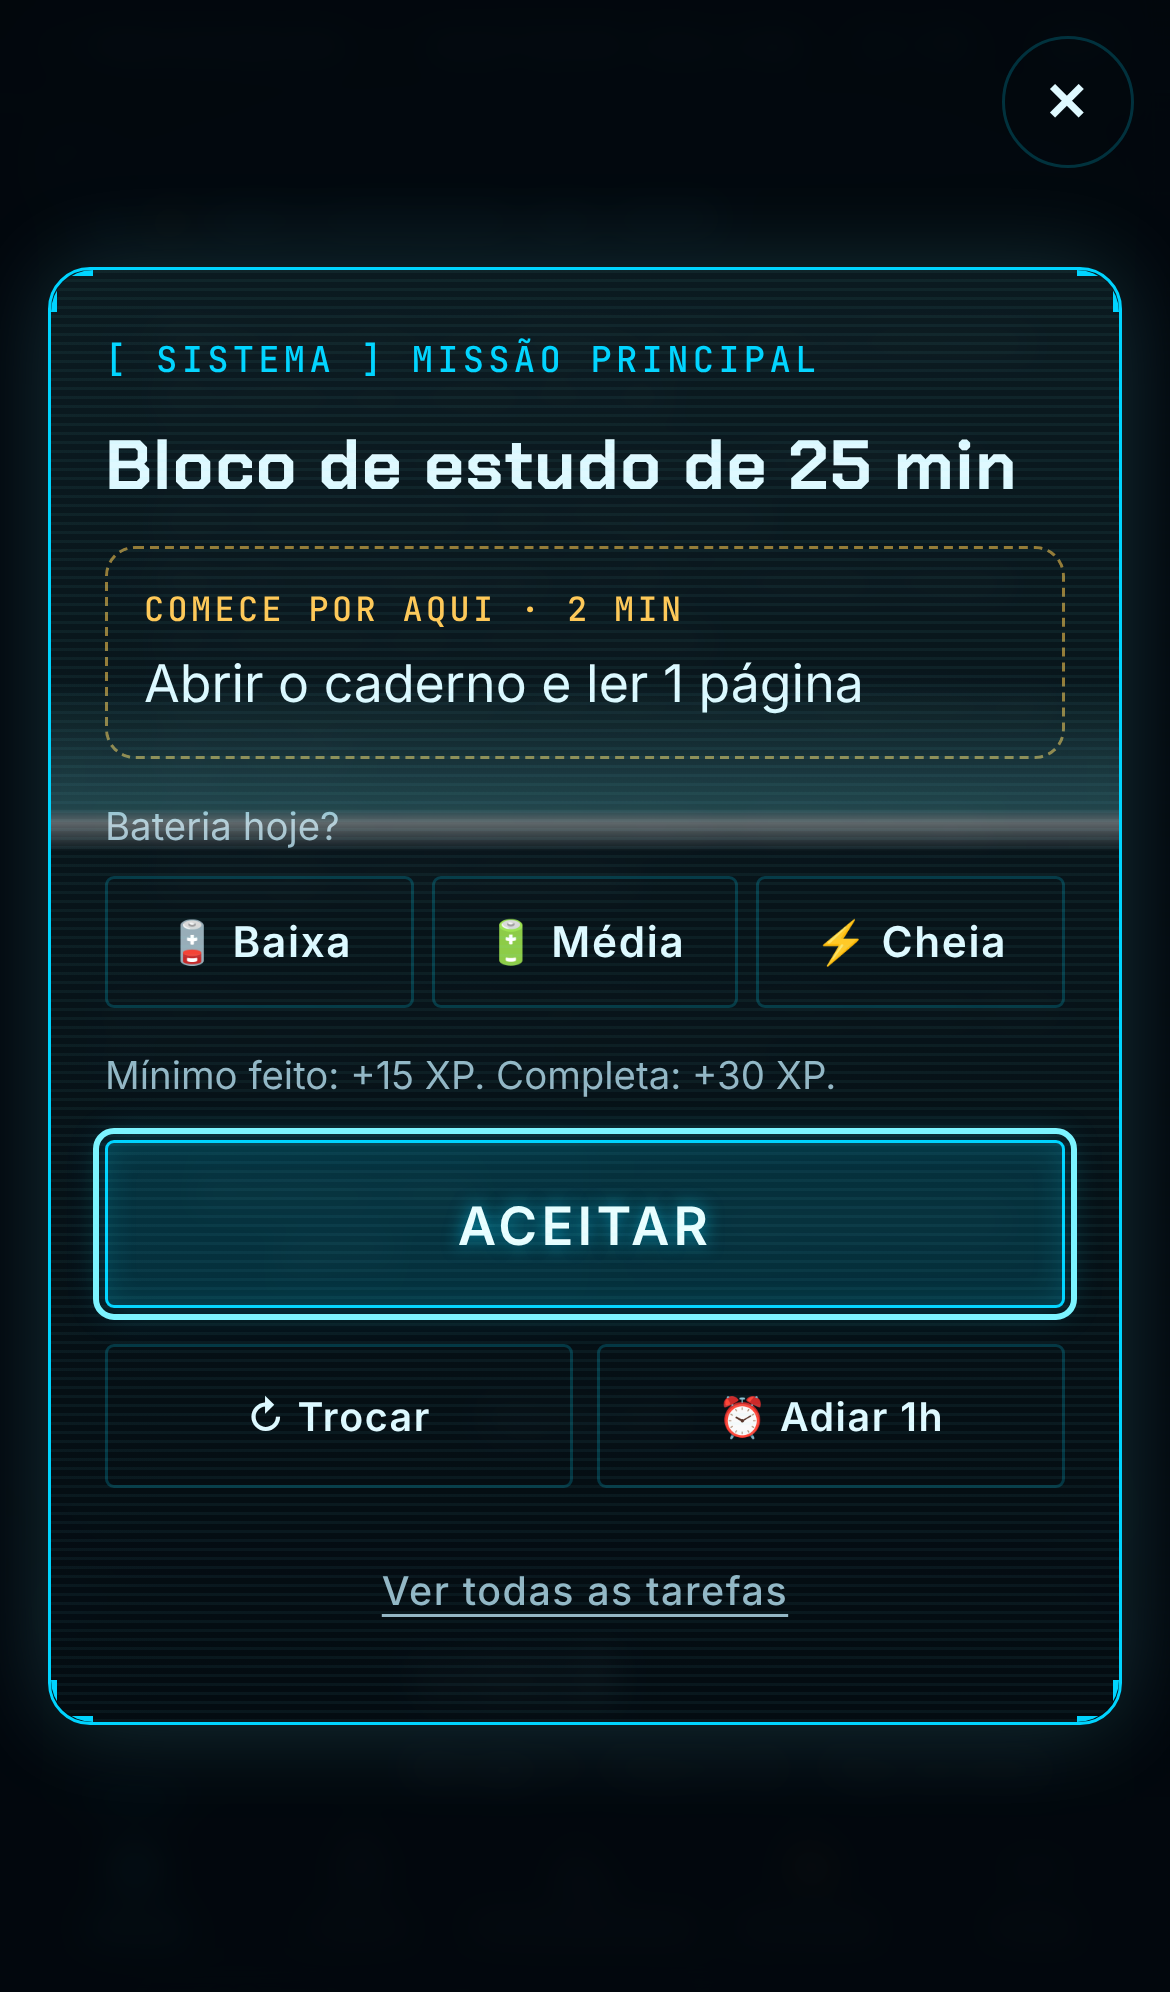 ✕
[ SISTEMA ] MISSÃO PRINCIPAL
Bloco de estudo de 25 min
COMECE POR AQUI · 2 MIN
Abrir o caderno e ler 1 página
Bateria hoje?
🪫 Baixa 🔋 Média ⚡ Cheia
Mínimo feito: +15 XP. Completa: +30 XP.
ACEITAR
↻ Trocar ⏰ Adiar 1h
Ver todas as tarefas